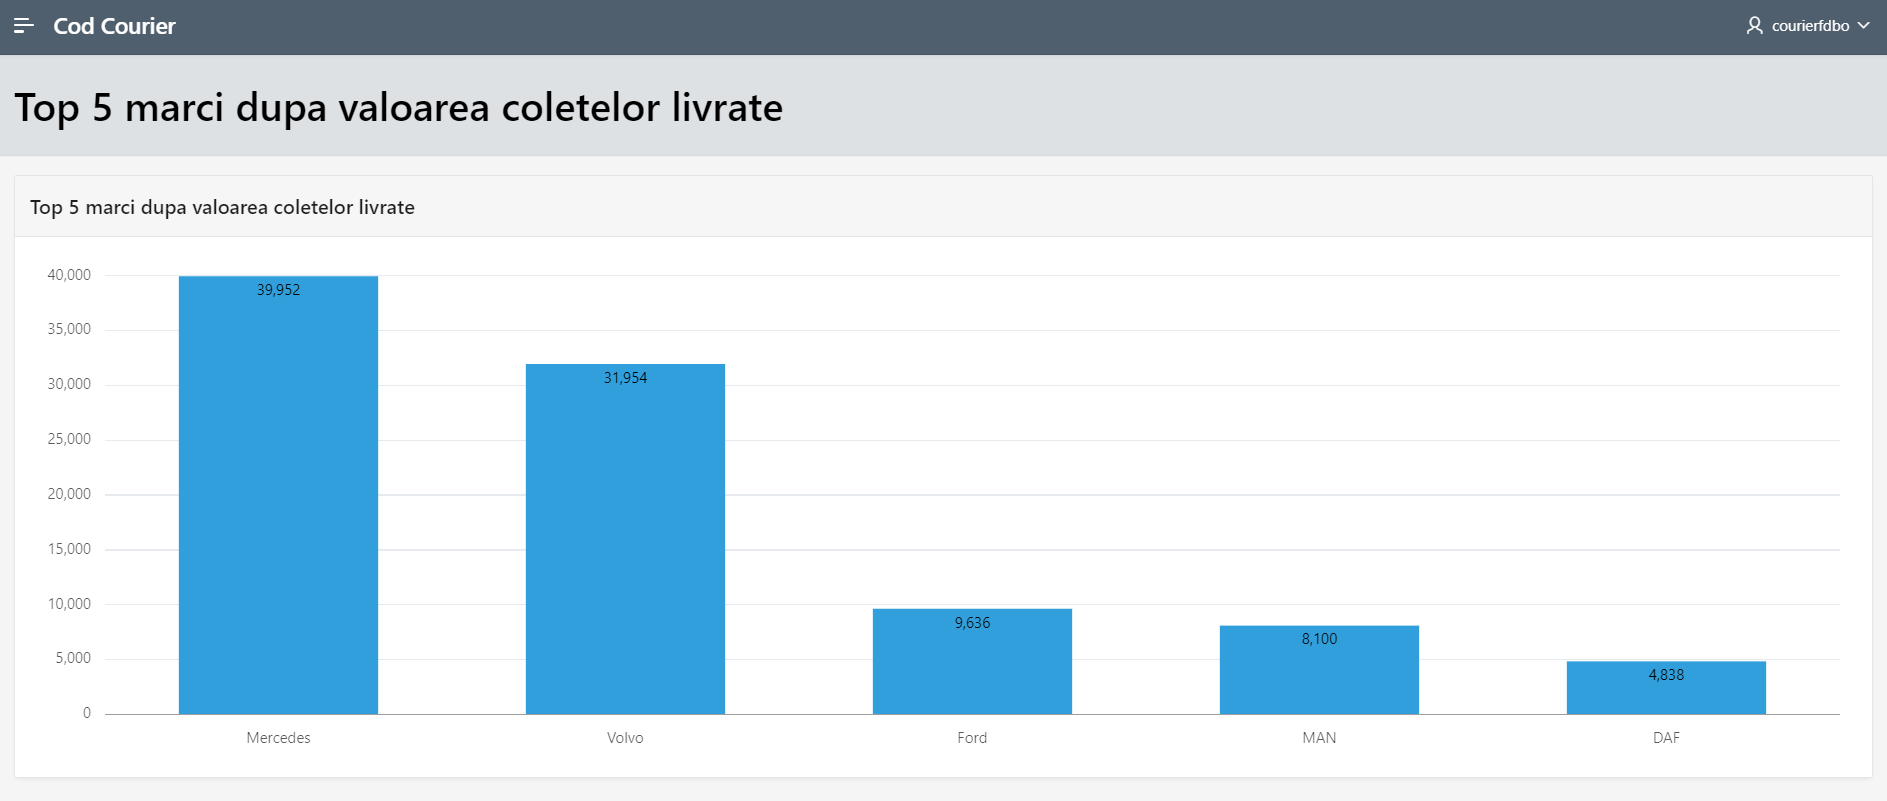 Cod Courier
courierfdbo
Top 5 marci dupa valoarea coletelor livrate
Top 5 marci dupa valoarea coletelor livrate
40,000
35,000
30,000
25,000
20,000
15,000
10,000
5,000
0
39,952
31,954
9,636
8,100
4,838
Mercedes
Volvo
Ford
MAN
DAF